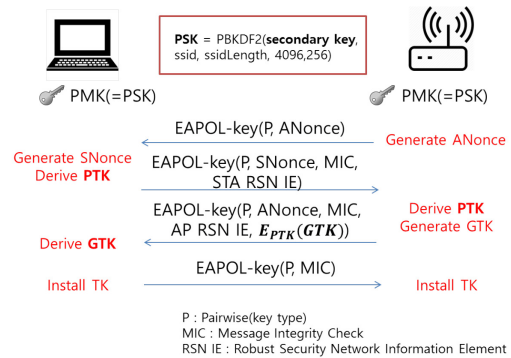 PSK = PBKDF2(secondary key,
ssid, ssidLength, 4096,256)
PMK(=PSK)
PMK(=PSK)
EAPOL-key(P, ANonce)
Generate ANonce
Generate SNonce
Derive PTK
EAPOL-key(P, SNonce, MIC,
STA RSN IE)
EAPOL-key(P, ANonce, MIC,
AP RSN IE, E_PTK(GTK))
Derive PTK
Generate GTK
Derive GTK
EAPOL-key(P, MIC)
Install TK
Install TK
P : Pairwise(key type)
MIC : Message Integrity Check
RSN IE : Robust Security Network Information Element